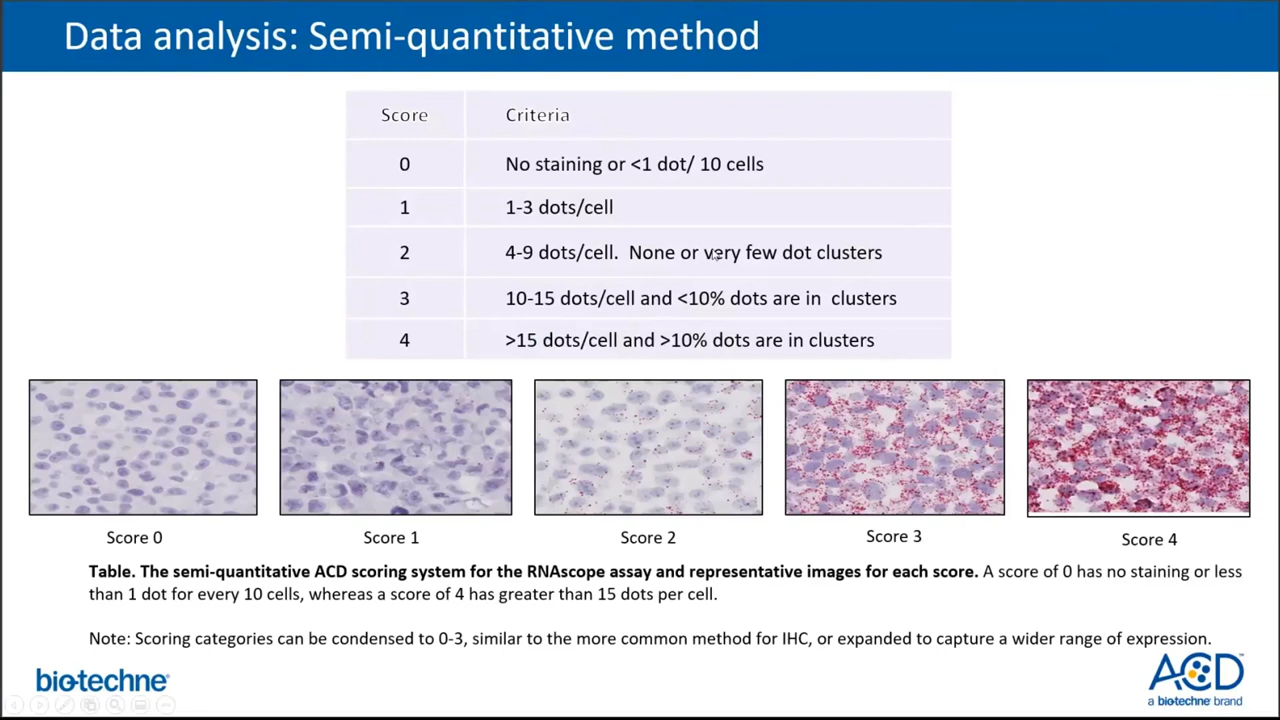 Data analysis: Semi-quantitative method
Score Criteria
0 No staining or <1 dot/ 10 cells
1 1-3 dots/cell
2 4-9 dots/cell.  None or very few dot clusters
3 10-15 dots/cell and <10% dots are in  clusters
4 >15 dots/cell and >10% dots are in clusters
Score 0 Score 1 Score 2 Score 3 Score 4
Table. The semi-quantitative ACD scoring system for the RNAscope assay and representative images for each score. A score of 0 has no staining or less
than 1 dot for every 10 cells, whereas a score of 4 has greater than 15 dots per cell.
Note: Scoring categories can be condensed to 0-3, similar to the more common method for IHC, or expanded to capture a wider range of expression.
bio-techne®
ACD™
a biotechne brand